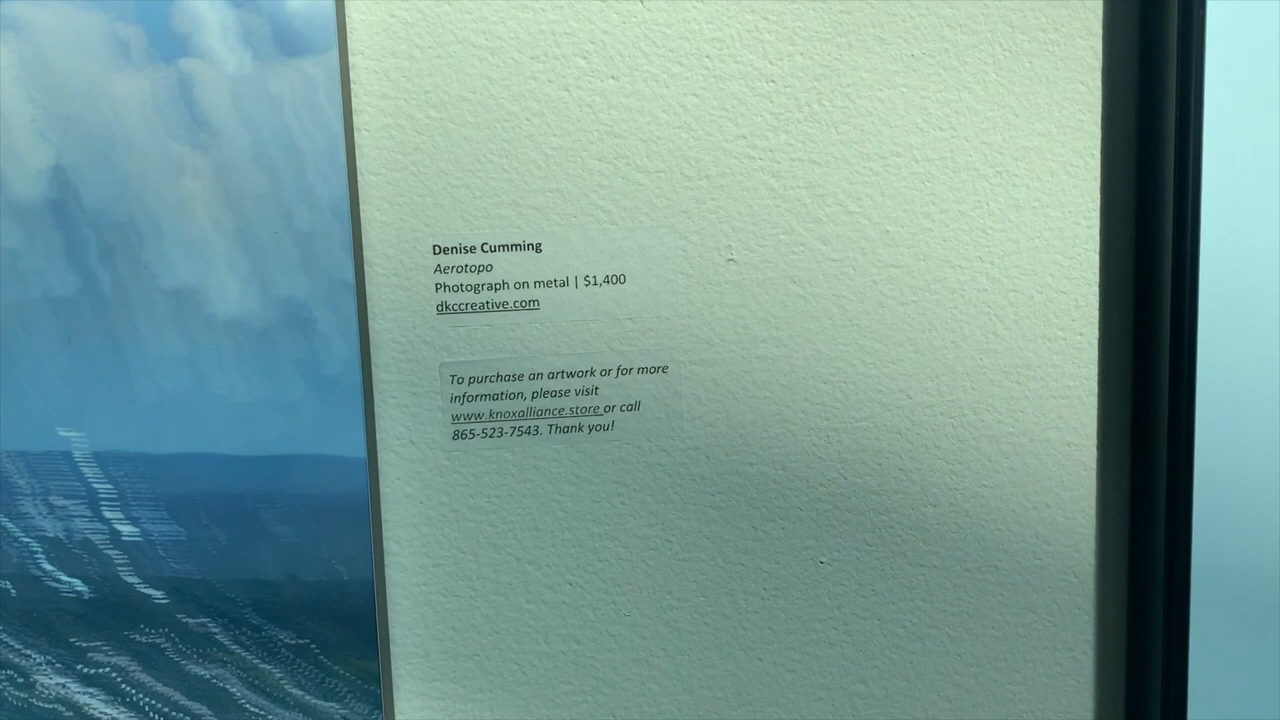 Denise Cumming
Aerotopo
Photograph on metal | $1,400
dkccreative.com
To purchase an artwork or for more
information, please visit
www.knoxalliance.store or call
865-523-7543. Thank you!